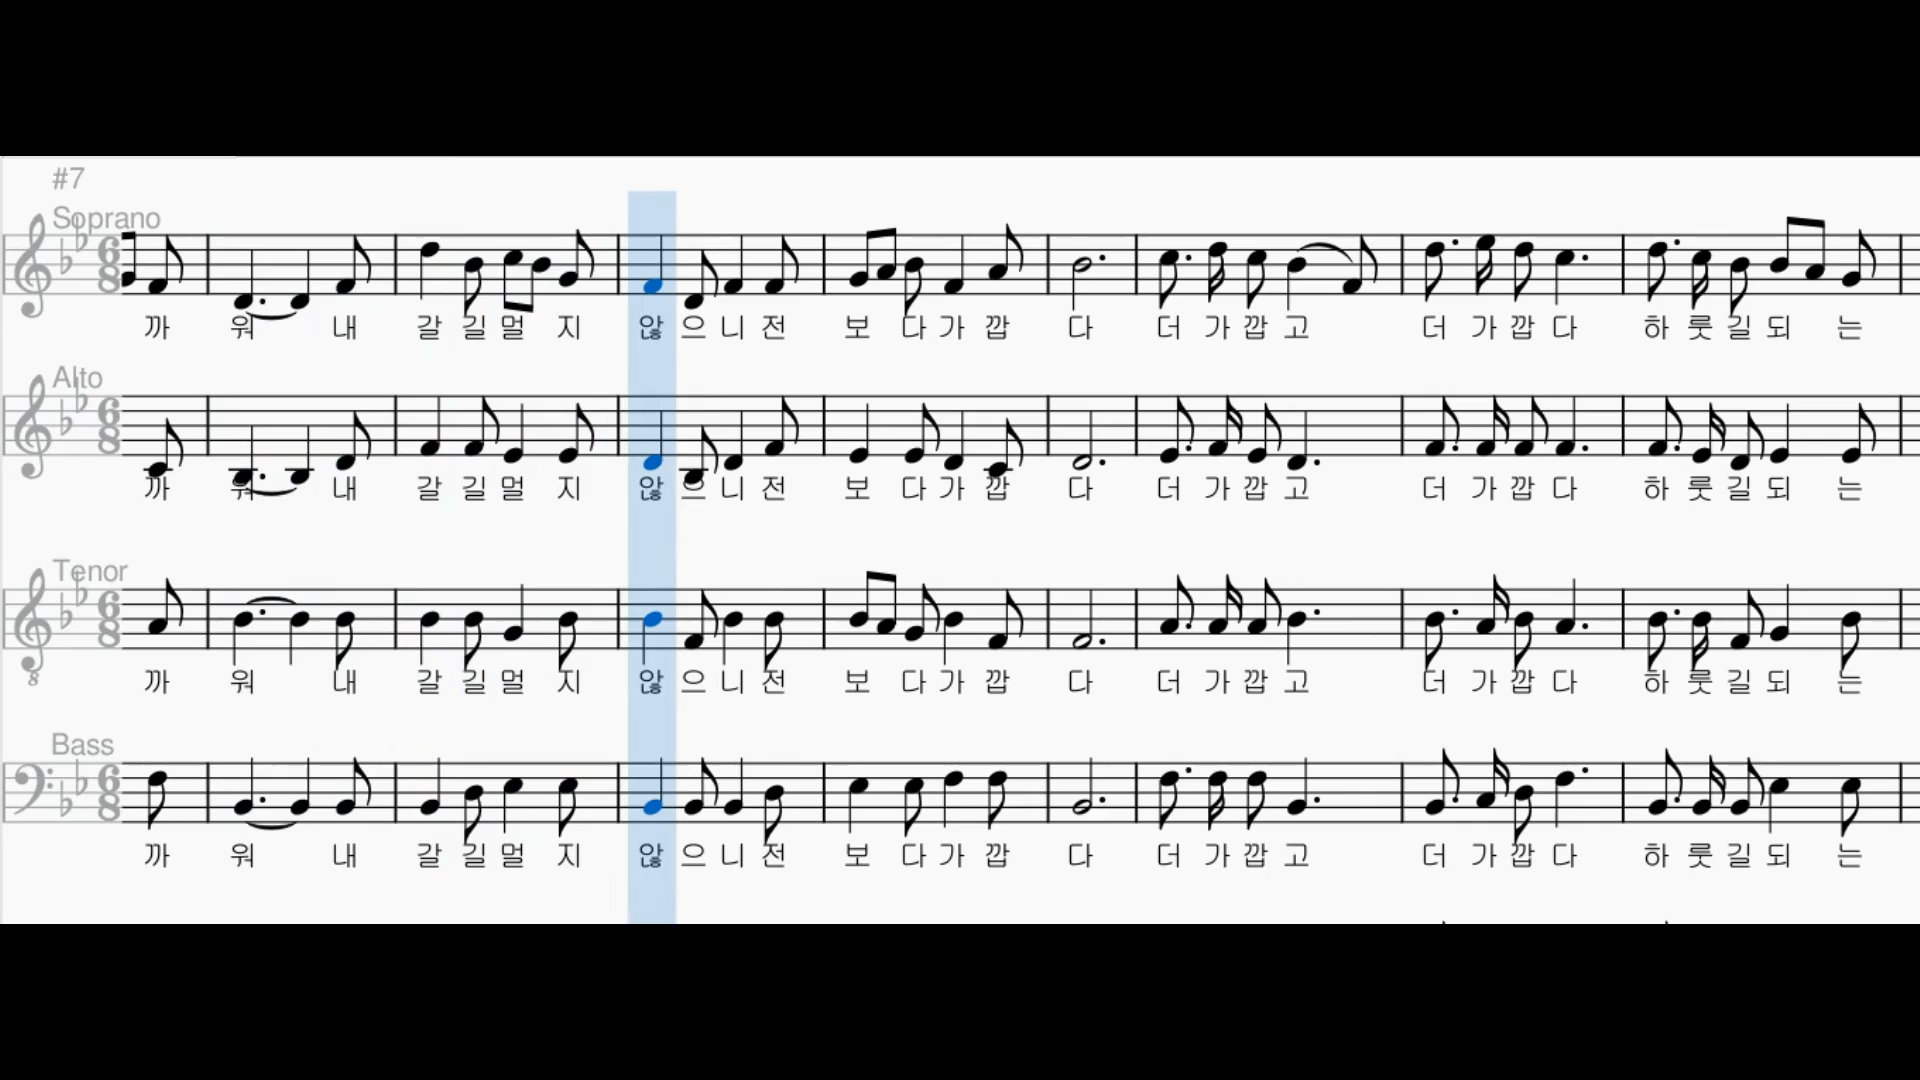 #7
Soprano
까 워 내 갈 길 멀 지 않 으 니 전 보 다 가 깝 다 더 가 깝 고 더 가 깝 다 하 룻 길 되 는
Alto
까 워 내 갈 길 멀 지 않 으 니 전 보 다 가 깝 다 더 가 깝 고 더 가 깝 다 하 룻 길 되 는
Tenor
까 워 내 갈 길 멀 지 않 으 니 전 보 다 가 깝 다 더 가 깝 고 더 가 깝 다 하 룻 길 되 는
Bass
까 워 내 갈 길 멀 지 않 으 니 전 보 다 가 깝 다 더 가 깝 고 더 가 깝 다 하 룻 길 되 는